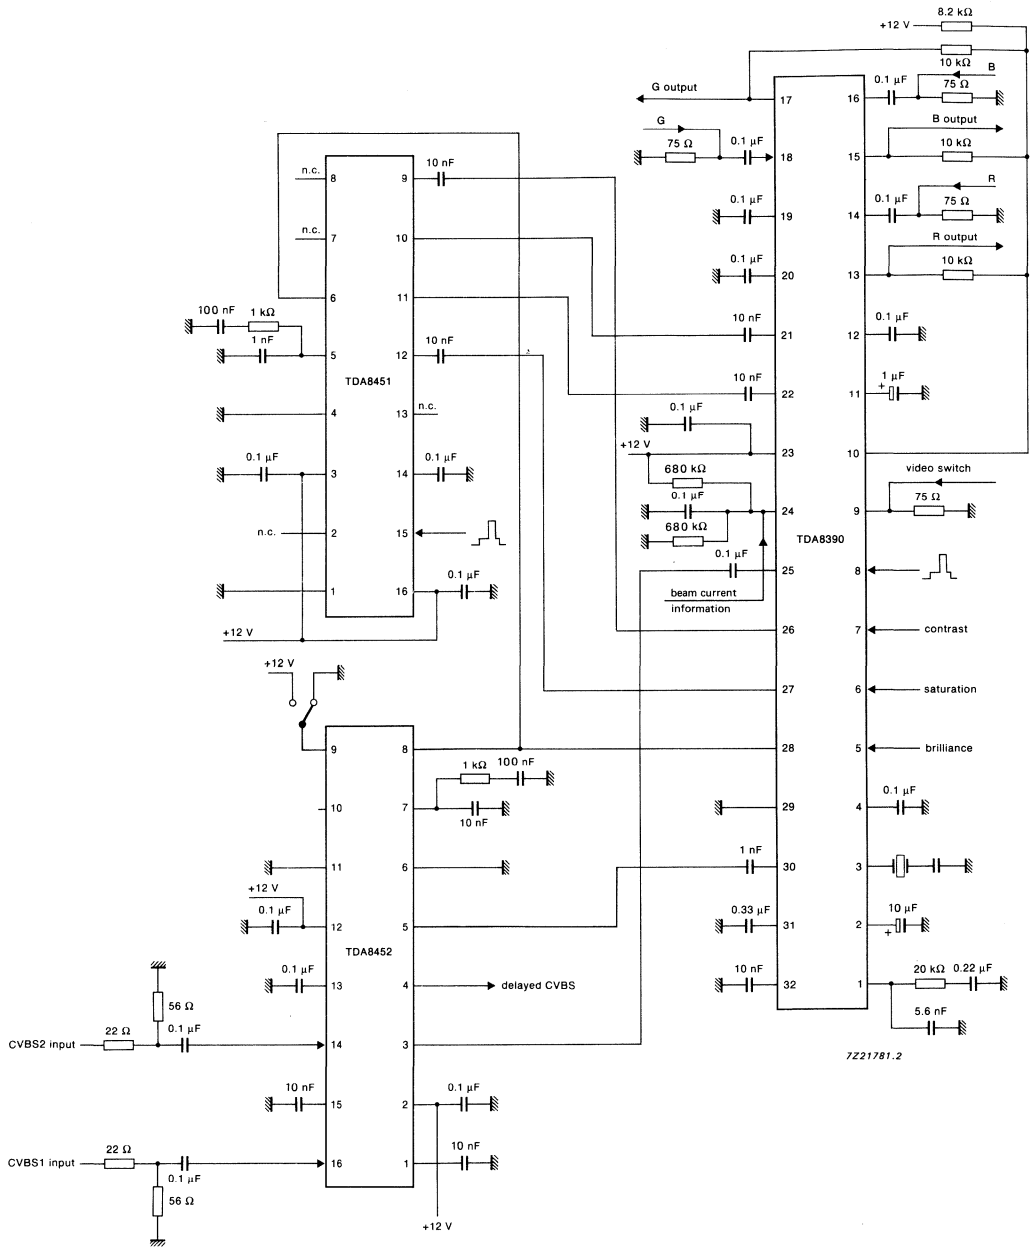 8.2 kΩ
+12 V
10 kΩ
B
0.1 µF
75 Ω
G output
17
16
G
B output
0.1 µF
75 Ω
18
15
10 kΩ
10 nF
n.c.
8
9
R
0.1 µF
0.1 µF
75 Ω
19
14
n.c.
7
10
R output
0.1 µF
20
13
10 kΩ
6
11
100 nF
1 kΩ
10 nF
0.1 µF
21
12
1 nF
10 nF
5
12
TDA8451
10 nF
1 µF
+
22
11
4
13
n.c.
0.1 µF
+12 V
23
10
0.1 µF
0.1 µF
3
14
680 kΩ
video switch
0.1 µF
75 Ω
24
9
n.c.
2
15
680 kΩ
TDA8390
0.1 µF
25
8
0.1 µF
1
16
beam current
information
+12 V
26
7
contrast
+12 V
27
6
saturation
9
8
28
5
brilliance
1 kΩ
100 nF
0.1 µF
10
7
10 nF
29
4
1 nF
11
6
30
3
+12 V
0.1 µF
0.33 µF
10 µF
+
12
5
31
2
TDA8452
0.1 µF
10 nF
20 kΩ
0.22 µF
13
4
delayed CVBS
32
1
56 Ω
5.6 nF
22 Ω
0.1 µF
CVBS2 input
14
3
7Z21781.2
10 nF
0.1 µF
15
2
22 Ω
10 nF
CVBS1 input
16
1
0.1 µF
56 Ω
+12 V